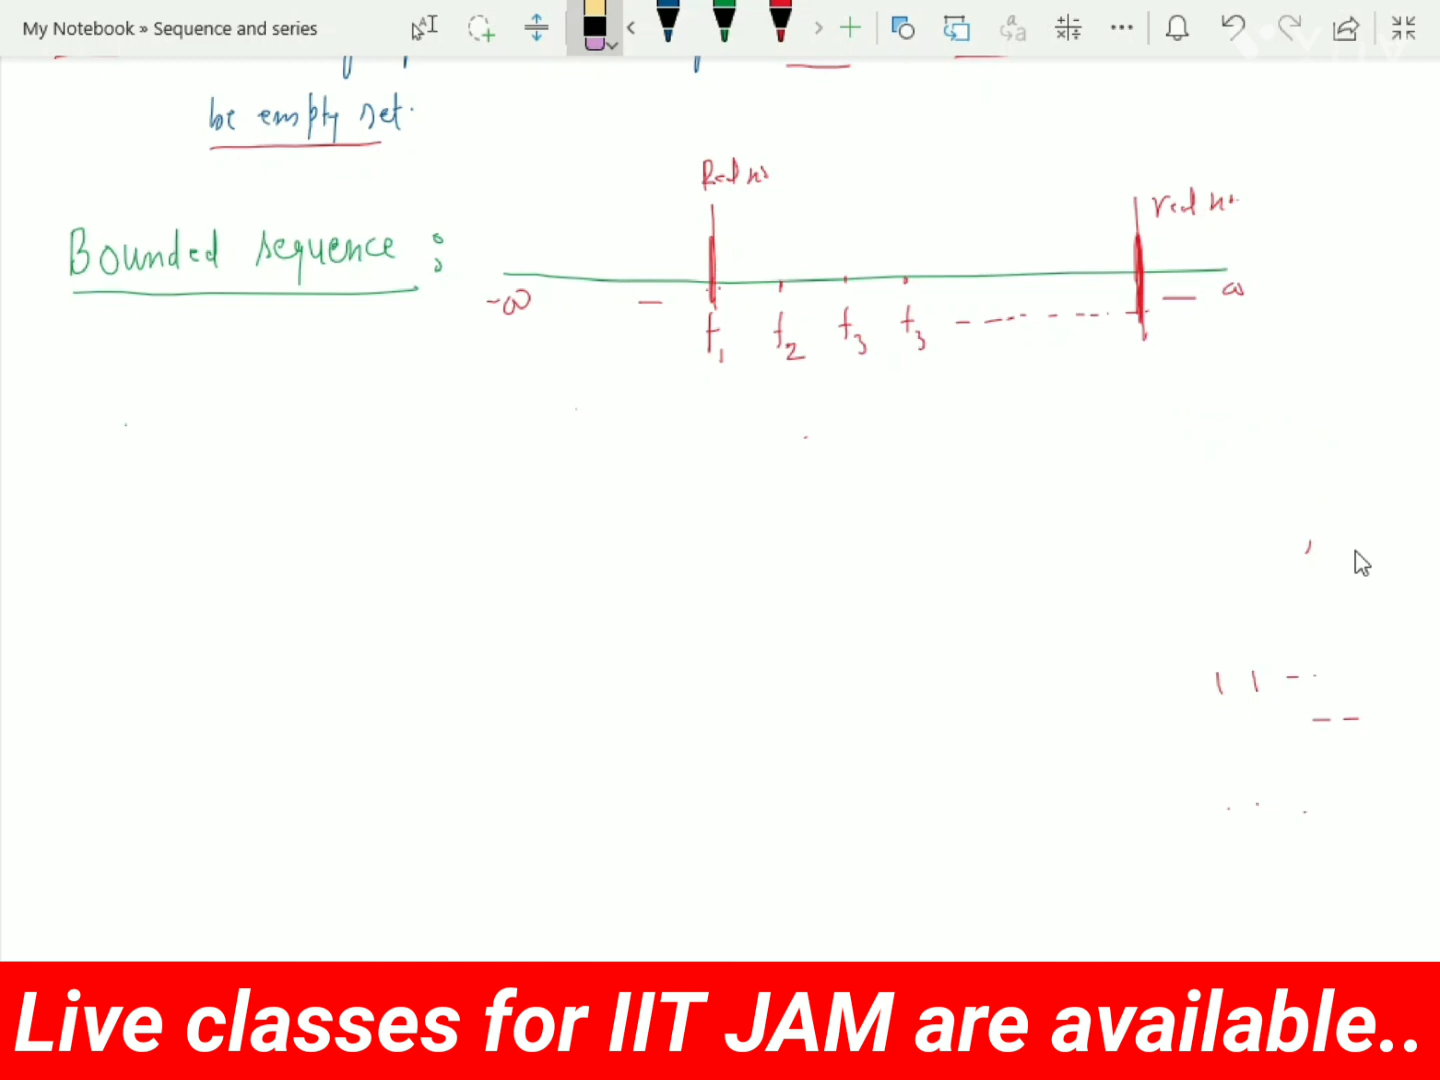 My Notebook » Sequence and series
be empty set.
Real no
real no.
Bounded sequence :
-∞ ∞
f1 f2 f3 f3
Live classes for IIT JAM are available..